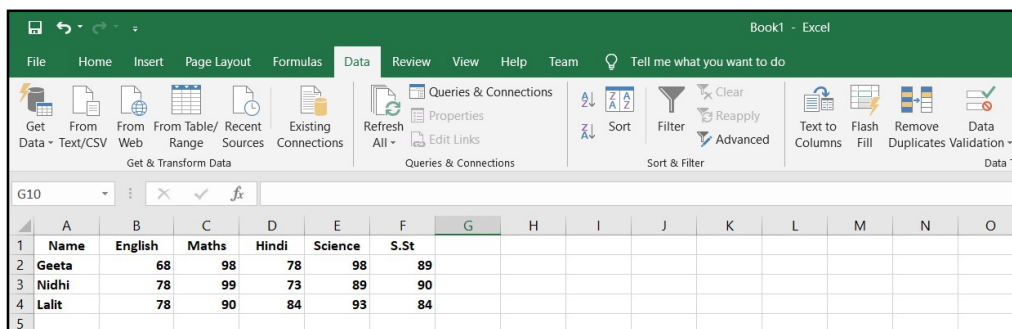 Book1 - Excel
File Home Insert Page Layout Formulas Data Review View Help Team Tell me what you want to do
Get Data From Text/CSV From Web From Table/ Range Recent Sources Existing Connections Refresh All Queries & Connections Properties Edit Links Sort Filter Clear Reapply Advanced Text to Columns Flash Fill Remove Duplicates Data Validation
Get & Transform Data Queries & Connections Sort & Filter Data
G10 fx
A B C D E F G H I J K L M N O
1 Name English Maths Hindi Science S.St
2 Geeta 68 98 78 98 89
3 Nidhi 78 99 73 89 90
4 Lalit 78 90 84 93 84
5